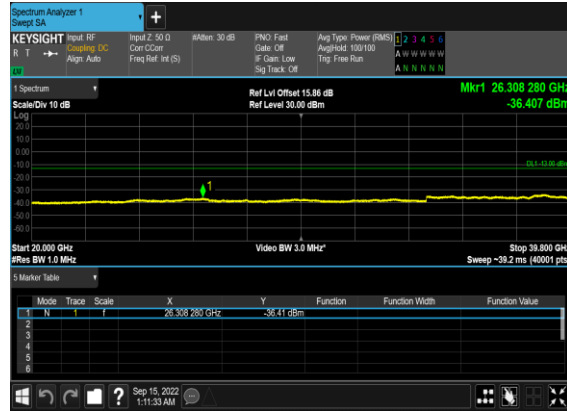 Spectrum Analyzer 1
Swept SA
+
KEYSIGHT
R T
LV
Input: RF
Coupling: DC
Align: Auto
Input Z: 50 Ω
Corr CCorr
Freq Ref: Int (S)
#Atten: 30 dB
PNO: Fast
Gate: Off
IF Gain: Low
Sig Track: Off
Avg Type: Power (RMS)
Avg|Hold: 100/100
Trig: Free Run
1 2 3 4 5 6
A W W W W W
A N N N N N
1 Spectrum
Scale/Div 10 dB
Ref Lvl Offset 15.86 dB
Ref Level 30.00 dBm
Mkr1 26.308 280 GHz
-36.407 dBm
Log
20.0
10.0
0.00
-10.0
-20.0
-30.0
-40.0
-50.0
-60.0
DL1 -13.00 dBm
1
Start 20.000 GHz
#Res BW 1.0 MHz
Video BW 3.0 MHz*
Stop 39.800 GHz
Sweep ~39.2 ms (40001 pts)
5 Marker Table
Mode Trace Scale X Y Function Function Width Function Value
1 N 1 f 26.308 280 GHz -36.41 dBm
2
3
4
5
6
?
Sep 15, 2022
1:11:33 AM